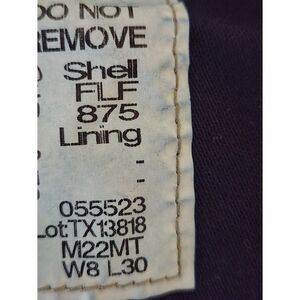 DO NOT
REMOVE
Shell
FLF
875
Lining
-
-
055523
Lot:TX13818
M22MT
W8 L30